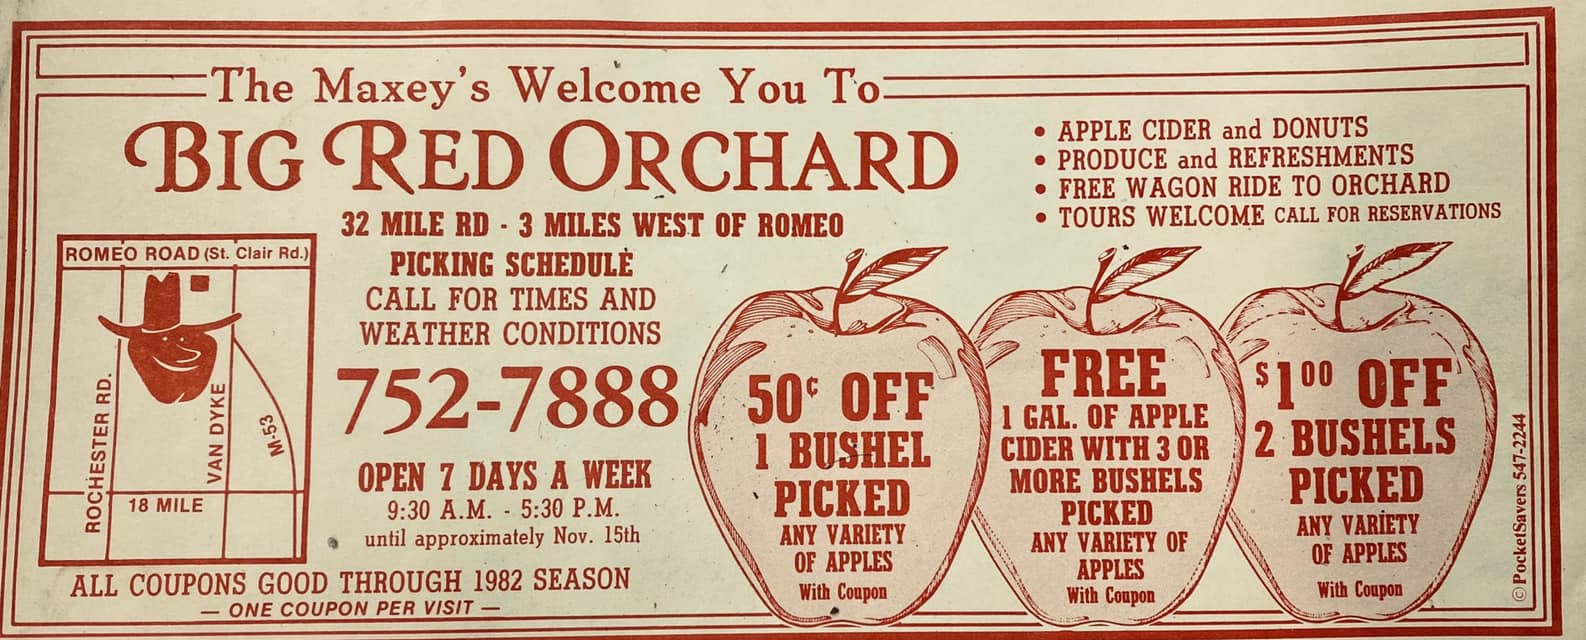 The Maxey's Welcome You To
BIG RED ORCHARD
• APPLE CIDER and DONUTS
• PRODUCE and REFRESHMENTS
• FREE WAGON RIDE TO ORCHARD
• TOURS WELCOME CALL FOR RESERVATIONS
32 MILE RD - 3 MILES WEST OF ROMEO
PICKING SCHEDULE
CALL FOR TIMES AND
WEATHER CONDITIONS
752-7888
OPEN 7 DAYS A WEEK
9:30 A.M. - 5:30 P.M.
until approximately Nov. 15th
ROMEO ROAD (St. Clair Rd.)
ROCHESTER RD.
VAN DYKE
M-53
18 MILE
ALL COUPONS GOOD THROUGH 1982 SEASON
— ONE COUPON PER VISIT —
50¢ OFF
1 BUSHEL
PICKED
ANY VARIETY
OF APPLES
With Coupon
FREE
1 GAL. OF APPLE
CIDER WITH 3 OR
MORE BUSHELS
PICKED
ANY VARIETY OF
APPLES
With Coupon
$1.00 OFF
2 BUSHELS
PICKED
ANY VARIETY
OF APPLES
With Coupon
© PocketSavers 547-2244